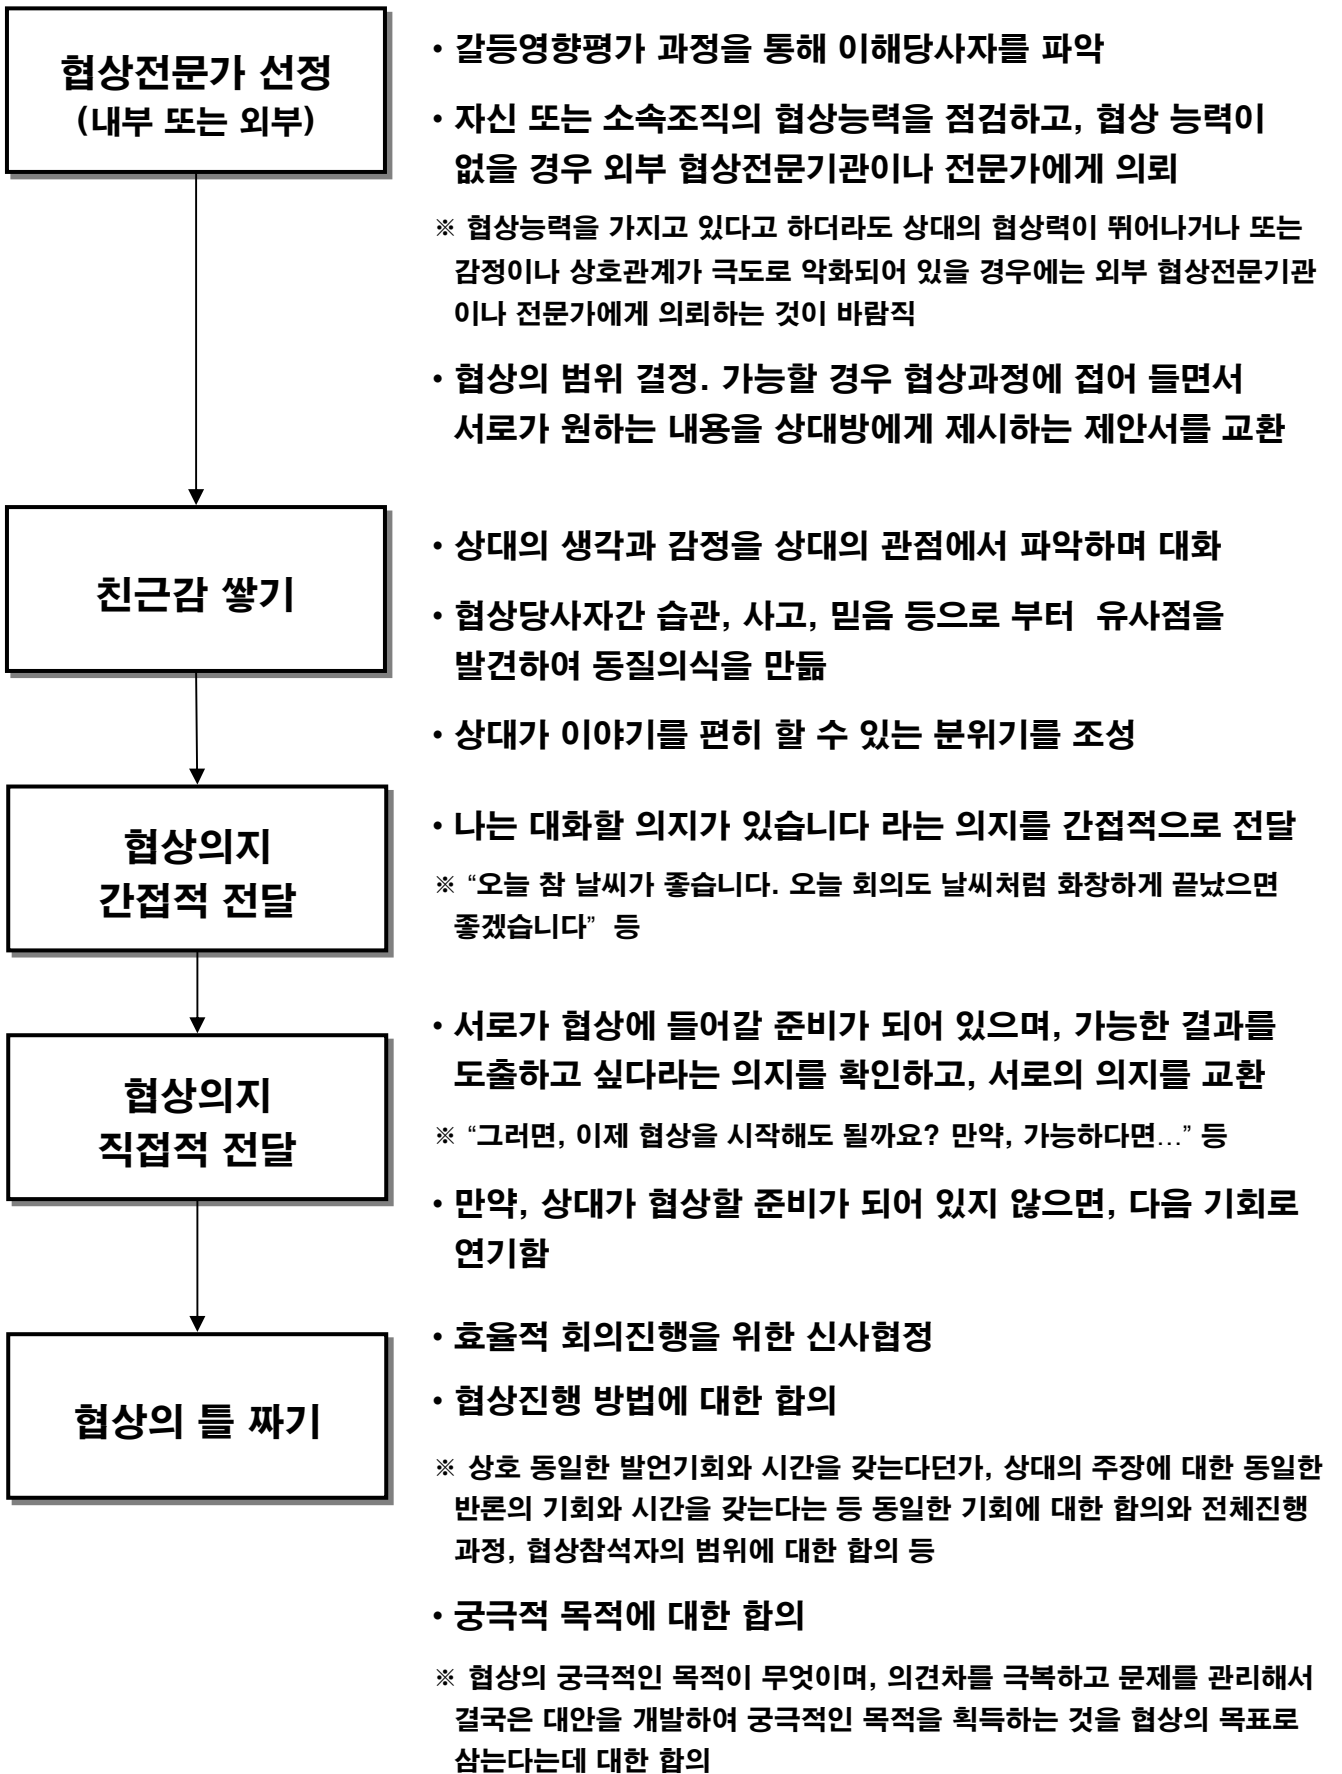 협상전문가 선정
(내부 또는 외부)
• 갈등영향평가 과정을 통해 이해당사자를 파악
• 자신 또는 소속조직의 협상능력을 점검하고, 협상 능력이
없을 경우 외부 협상전문기관이나 전문가에게 의뢰
※ 협상능력을 가지고 있다고 하더라도 상대의 협상력이 뛰어나거나 또는
감정이나 상호관계가 극도로 악화되어 있을 경우에는 외부 협상전문기관
이나 전문가에게 의뢰하는 것이 바람직
• 협상의 범위 결정. 가능할 경우 협상과정에 접어 들면서
서로가 원하는 내용을 상대방에게 제시하는 제안서를 교환
친근감 쌓기
• 상대의 생각과 감정을 상대의 관점에서 파악하며 대화
• 협상당사자간 습관, 사고, 믿음 등으로 부터 유사점을
발견하여 동질의식을 만듦
• 상대가 이야기를 편히 할 수 있는 분위기를 조성
협상의지
간접적 전달
• 나는 대화할 의지가 있습니다 라는 의지를 간접적으로 전달
※ “오늘 참 날씨가 좋습니다. 오늘 회의도 날씨처럼 화창하게 끝났으면
좋겠습니다” 등
협상의지
직접적 전달
• 서로가 협상에 들어갈 준비가 되어 있으며, 가능한 결과를
도출하고 싶다라는 의지를 확인하고, 서로의 의지를 교환
※ “그러면, 이제 협상을 시작해도 될까요? 만약, 가능하다면…” 등
• 만약, 상대가 협상할 준비가 되어 있지 않으면, 다음 기회로
연기함
협상의 틀 짜기
• 효율적 회의진행을 위한 신사협정
• 협상진행 방법에 대한 합의
※ 상호 동일한 발언기회와 시간을 갖는다던가, 상대의 주장에 대한 동일한
반론의 기회와 시간을 갖는다는 등 동일한 기회에 대한 합의와 전체진행
과정, 협상참석자의 범위에 대한 합의 등
• 궁극적 목적에 대한 합의
※ 협상의 궁극적인 목적이 무엇이며, 의견차를 극복하고 문제를 관리해서
결국은 대안을 개발하여 궁극적인 목적을 획득하는 것을 협상의 목표로
삼는다는데 대한 합의